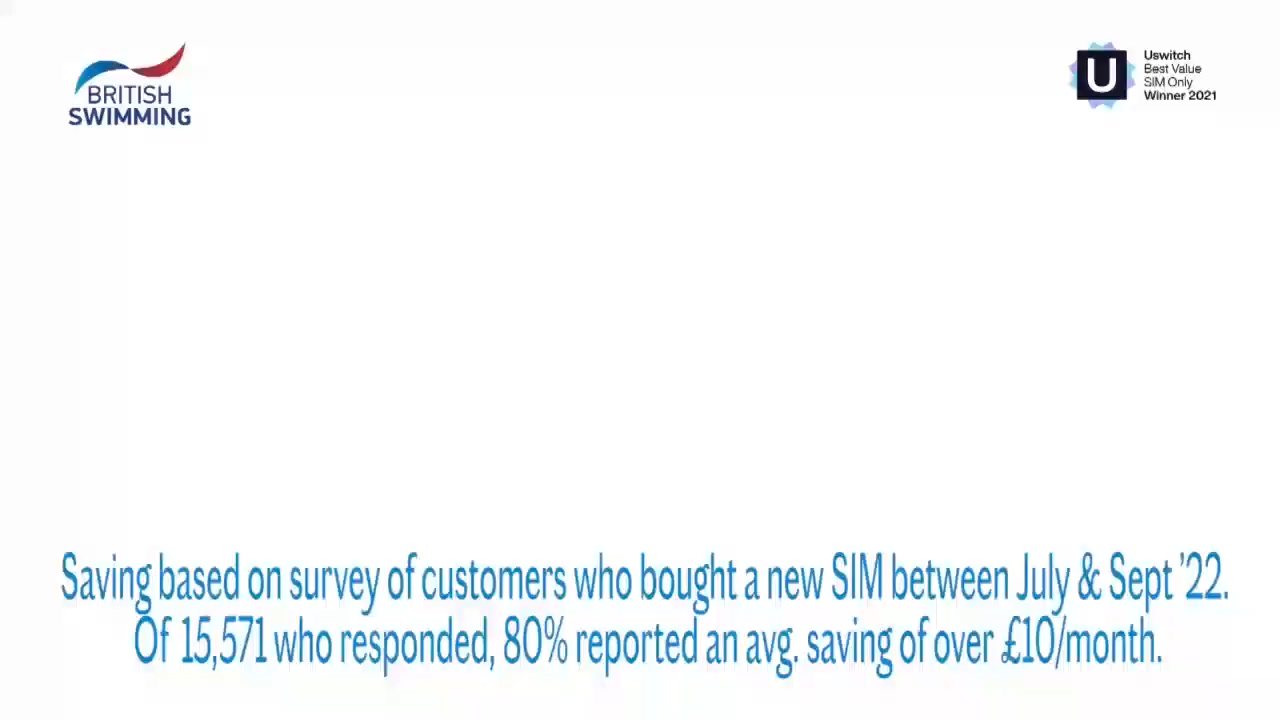 BRITISH
SWIMMING
U
Uswitch
Best Value
SIM Only
Winner 2021
Saving based on survey of customers who bought a new SIM between July & Sept ’22.
Of 15,571 who responded, 80% reported an avg. saving of over £10/month.